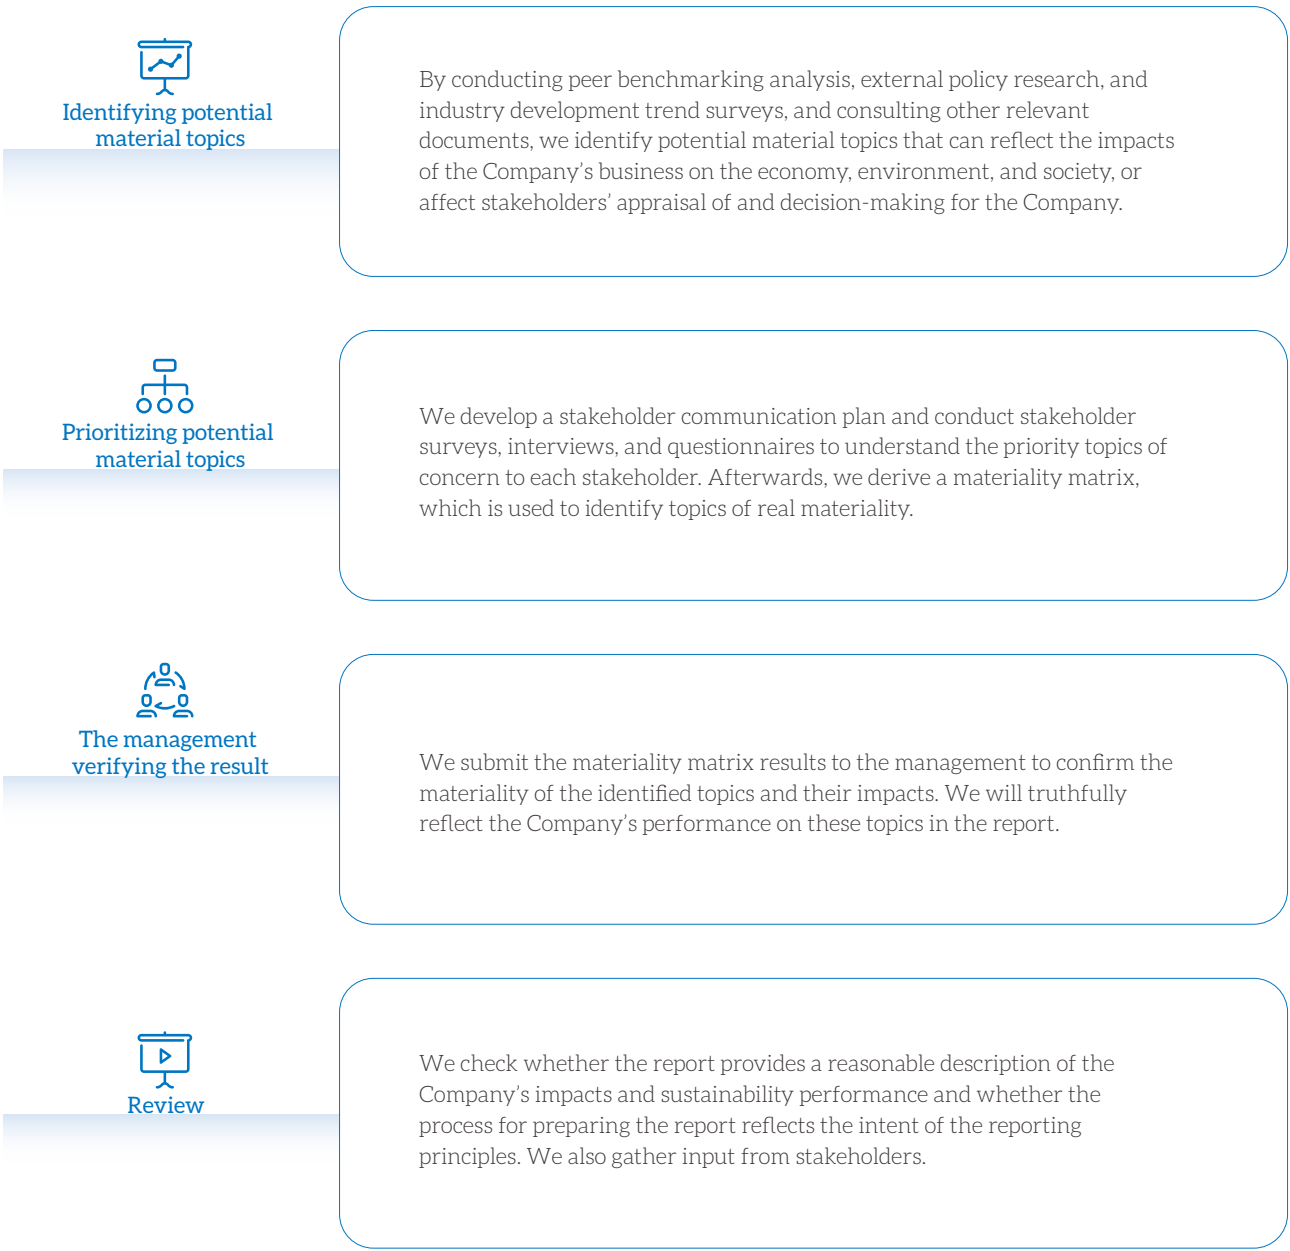 Identifying potential
material topics
By conducting peer benchmarking analysis, external policy research, and
industry development trend surveys, and consulting other relevant
documents, we identify potential material topics that can reflect the impacts
of the Company’s business on the economy, environment, and society, or
affect stakeholders’ appraisal of and decision-making for the Company.
Prioritizing potential
material topics
We develop a stakeholder communication plan and conduct stakeholder
surveys, interviews, and questionnaires to understand the priority topics of
concern to each stakeholder. Afterwards, we derive a materiality matrix,
which is used to identify topics of real materiality.
The management
verifying the result
We submit the materiality matrix results to the management to confirm the
materiality of the identified topics and their impacts. We will truthfully
reflect the Company’s performance on these topics in the report.
Review
We check whether the report provides a reasonable description of the
Company’s impacts and sustainability performance and whether the
process for preparing the report reflects the intent of the reporting
principles. We also gather input from stakeholders.